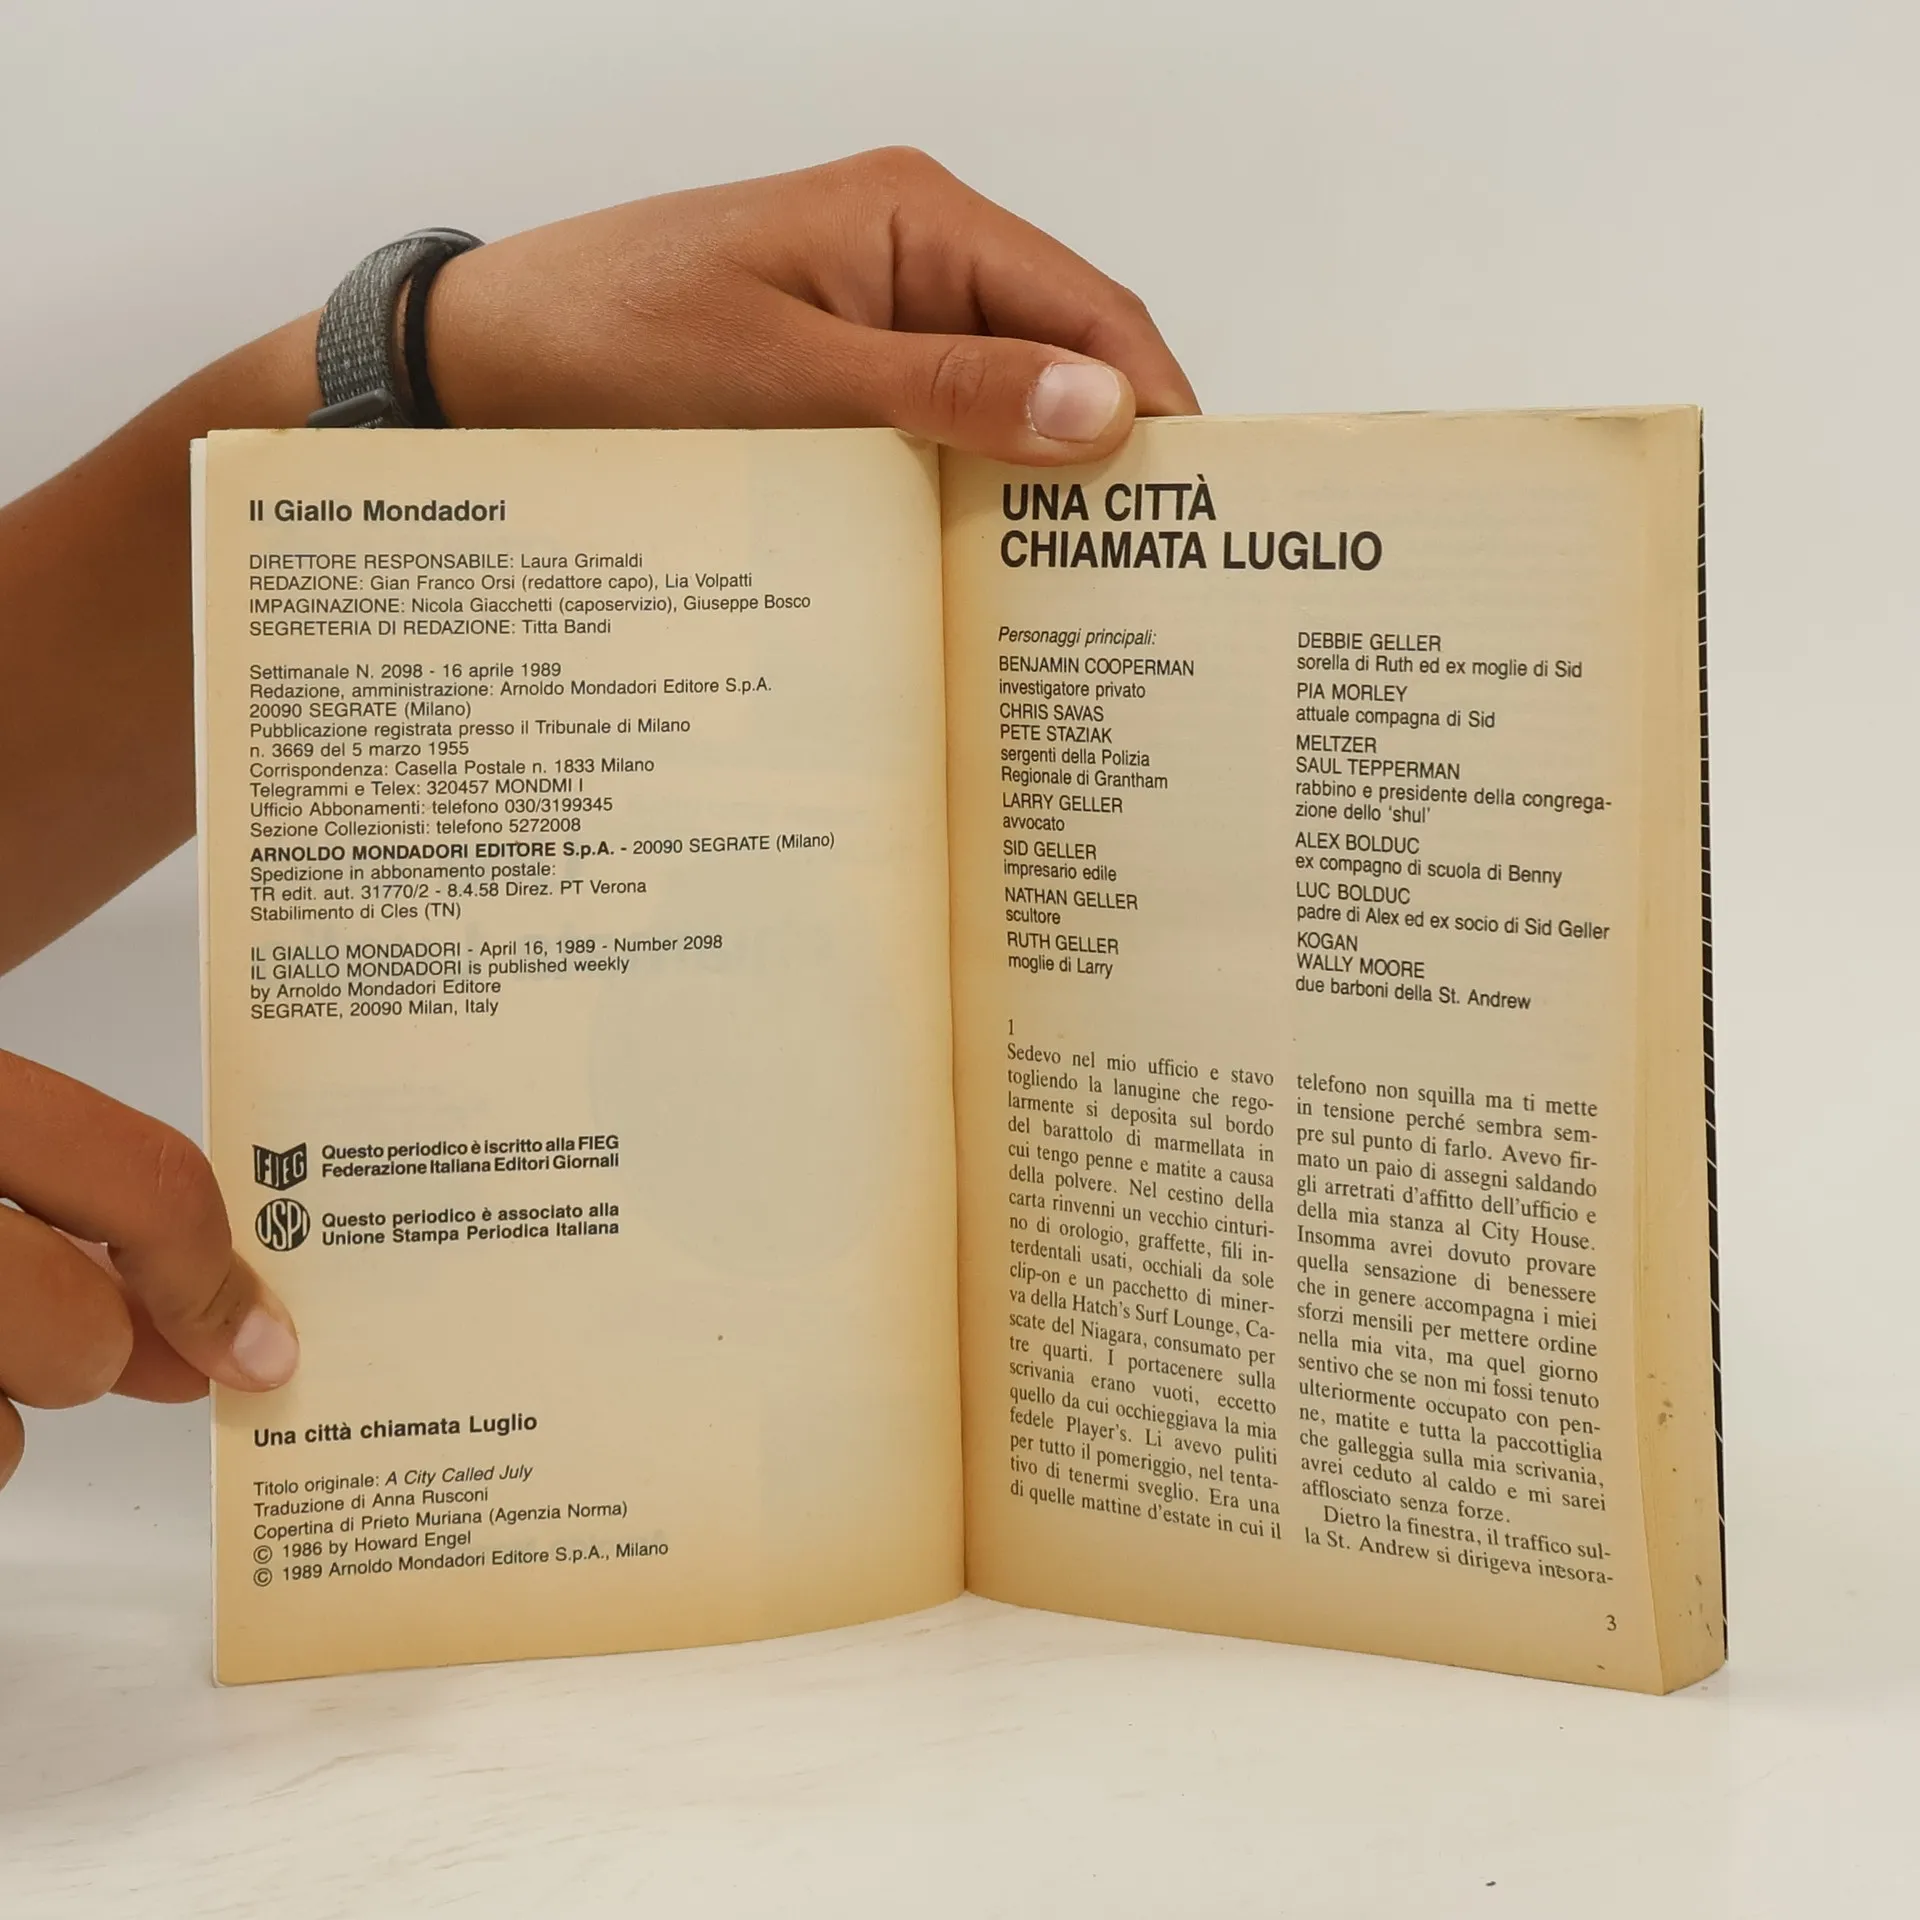 Il Giallo Mondadori
DIRETTORE RESPONSABILE: Laura Grimaldi
REDAZIONE: Gian Franco Orsi (redattore capo), Lia Volpatti
IMPAGINAZIONE: Nicola Giacchetti (caposervizio), Giuseppe Bosco
SEGRETERIA DI REDAZIONE: Titta Bandi
Settimanale N. 2098 - 16 aprile 1989
Redazione, amministrazione: Arnoldo Mondadori Editore S.p.A.
20090 SEGRATE (Milano)
Pubblicazione registrata presso il Tribunale di Milano
n. 3669 del 5 marzo 1955
Corrispondenza: Casella Postale n. 1833 Milano
Telegrammi e Telex: 320457 MONDMI I
Ufficio Abbonamenti: telefono 030/3199345
Sezione Collezionisti: telefono 5272008
ARNOLDO MONDADORI EDITORE S.p.A. - 20090 SEGRATE (Milano)
Spedizione in abbonamento postale:
TR edit. aut. 31770/2 - 8.4.58 Direz. PT Verona
Stabilimento di Cles (TN)
IL GIALLO MONDADORI - April 16, 1989 - Number 2098
IL GIALLO MONDADORI is published weekly
by Arnoldo Mondadori Editore
SEGRATE, 20090 Milan, Italy
FIEG
Questo periodico è iscritto alla FIEG
Federazione Italiana Editori Giornali
USPI
Questo periodico è associato alla
Unione Stampa Periodica Italiana
Una città chiamata Luglio
Titolo originale: A City Called July
Traduzione di Anna Rusconi
Copertina di Prieto Muriana (Agenzia Norma)
© 1986 by Howard Engel
© 1989 Arnoldo Mondadori Editore S.p.A., Milano
UNA CITTÀ
CHIAMATA LUGLIO
Personaggi principali:
BENJAMIN COOPERMAN
investigatore privato
CHRIS SAVAS
PETE STAZIAK
sergenti della Polizia
Regionale di Grantham
LARRY GELLER
avvocato
SID GELLER
impresario edile
NATHAN GELLER
scultore
RUTH GELLER
moglie di Larry
DEBBIE GELLER
sorella di Ruth ed ex moglie di Sid
PIA MORLEY
attuale compagna di Sid
MELTZER
SAUL TEPPERMAN
rabbino e presidente della congrega-
zione dello 'shul'
ALEX BOLDUC
ex compagno di scuola di Benny
LUC BOLDUC
padre di Alex ed ex socio di Sid Geller
KOGAN
WALLY MOORE
due barboni della St. Andrew
1
Sedevo nel mio ufficio e stavo
togliendo la lanugine che rego-
larmente si deposita sul bordo
del barattolo di marmellata in
cui tengo penne e matite a causa
della polvere. Nel cestino della
carta rinvenni un vecchio cinturi-
no di orologio, graffette, fili in-
terdentali usati, occhiali da sole
clip-on e un pacchetto di miner-
va della Hatch's Surf Lounge, Ca-
scate del Niagara, consumato per
tre quarti. I portacenere sulla
scrivania erano vuoti, eccetto
quello da cui occhieggiava la mia
fedele Player's. Li avevo puliti
per tutto il pomeriggio, nel tenta-
tivo di tenermi sveglio. Era una
di quelle mattine d'estate in cui il
telefono non squilla ma ti mette
in tensione perché sembra sem-
pre sul punto di farlo. Avevo fir-
mato un paio di assegni saldando
gli arretrati d'affitto dell'ufficio e
della mia stanza al City House.
Insomma avrei dovuto provare
quella sensazione di benessere
che in genere accompagna i miei
sforzi mensili per mettere ordine
nella mia vita, ma quel giorno
sentivo che se non mi fossi tenuto
ulteriormente occupato con pen-
ne, matite e tutta la paccottiglia
che galleggia sulla mia scrivania,
avrei ceduto al caldo e mi sarei
afflosciato senza forze.
Dietro la finestra, il traffico sul-
la St. Andrew si dirigeva inesora-
3